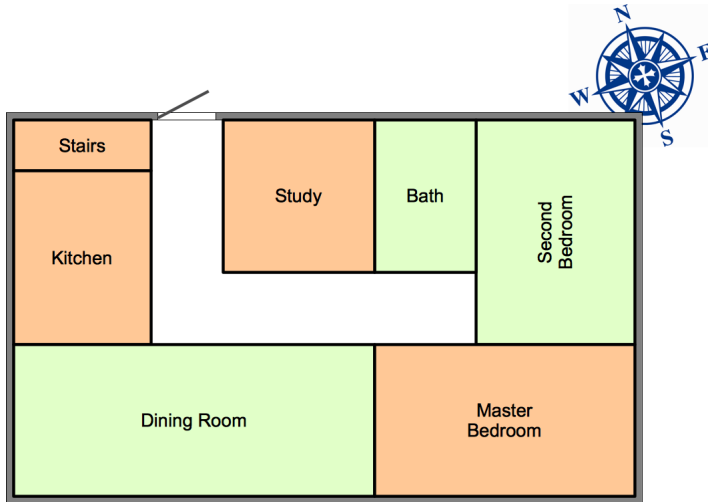 N
E
W
S
Stairs
Study
Bath
Second
Bedroom
Kitchen
Dining Room
Master
Bedroom